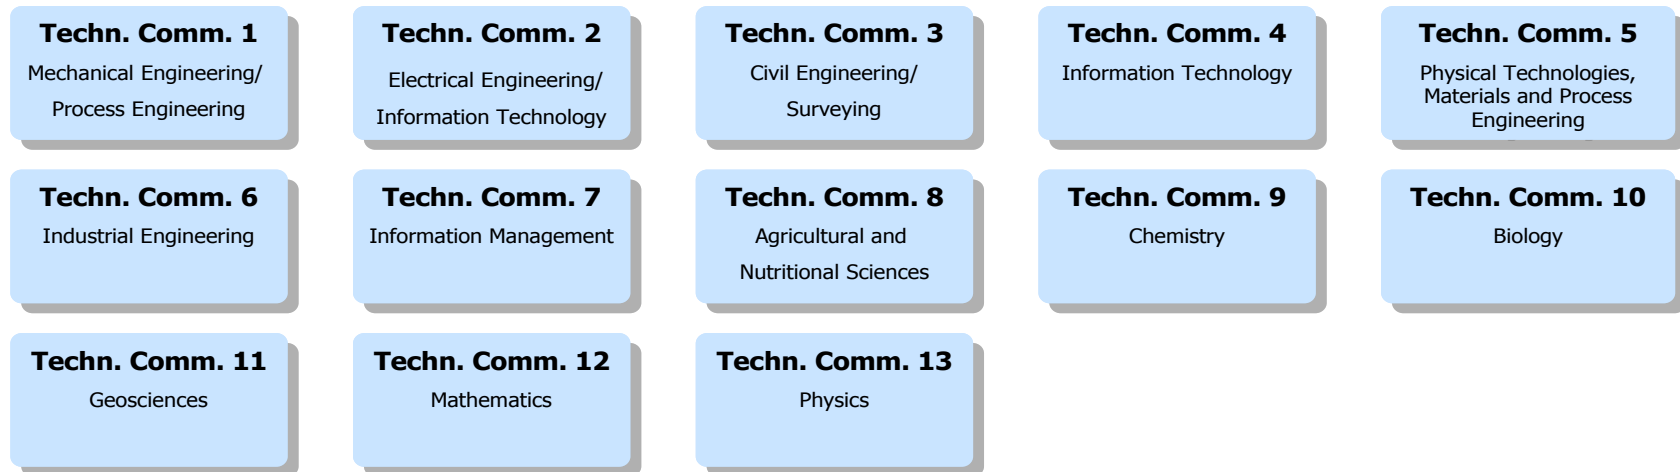 Techn. Comm. 1
Mechanical Engineering/
Process Engineering
Techn. Comm. 2
Electrical Engineering/
Information Technology
Techn. Comm. 3
Civil Engineering/
Surveying
Techn. Comm. 4
Information Technology
Techn. Comm. 5
Physical Technologies,
Materials and Process
Engineering
Techn. Comm. 6
Industrial Engineering
Techn. Comm. 7
Information Management
Techn. Comm. 8
Agricultural and
Nutritional Sciences
Techn. Comm. 9
Chemistry
Techn. Comm. 10
Biology
Techn. Comm. 11
Geosciences
Techn. Comm. 12
Mathematics
Techn. Comm. 13
Physics